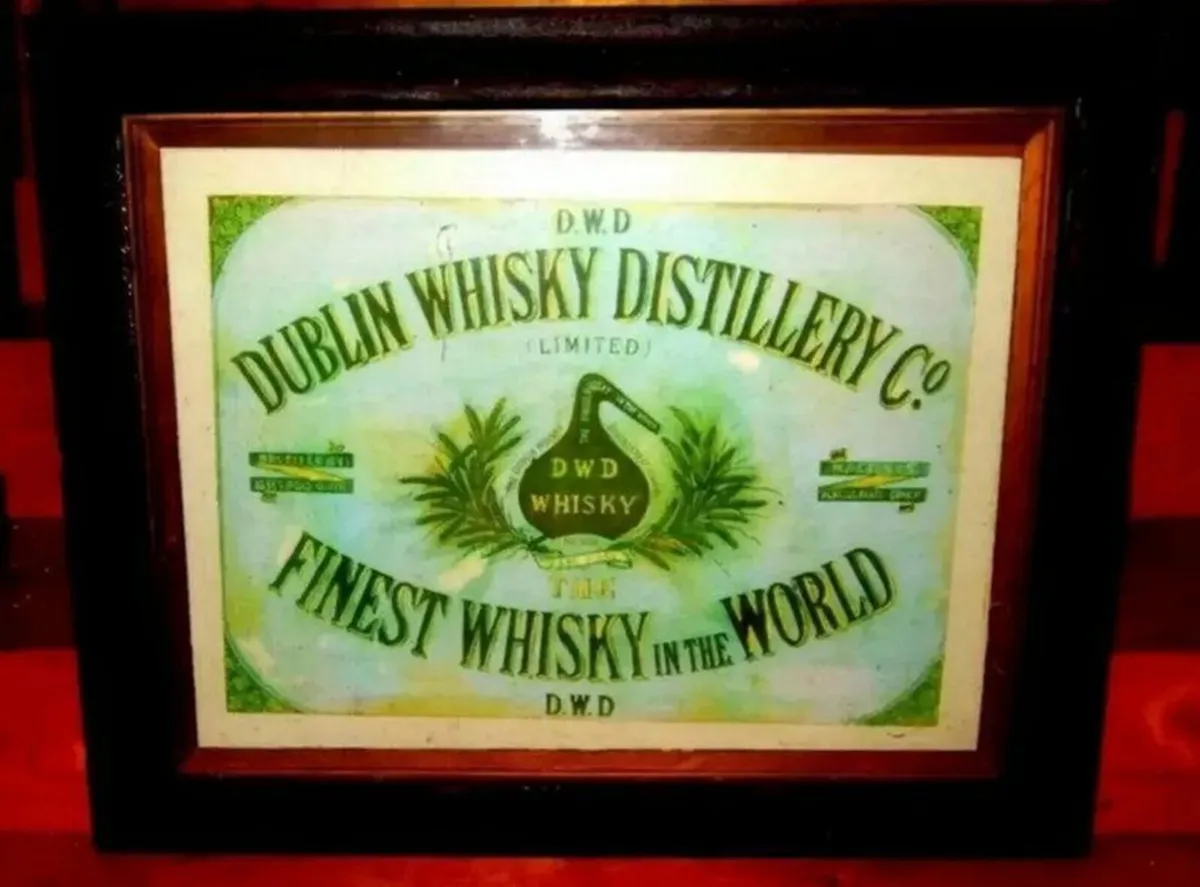 D.W.D
DUBLIN WHISKY DISTILLERY Cº.
(LIMITED)
DWD
WHISKY
THE
FINEST WHISKY IN THE WORLD
D.W.D